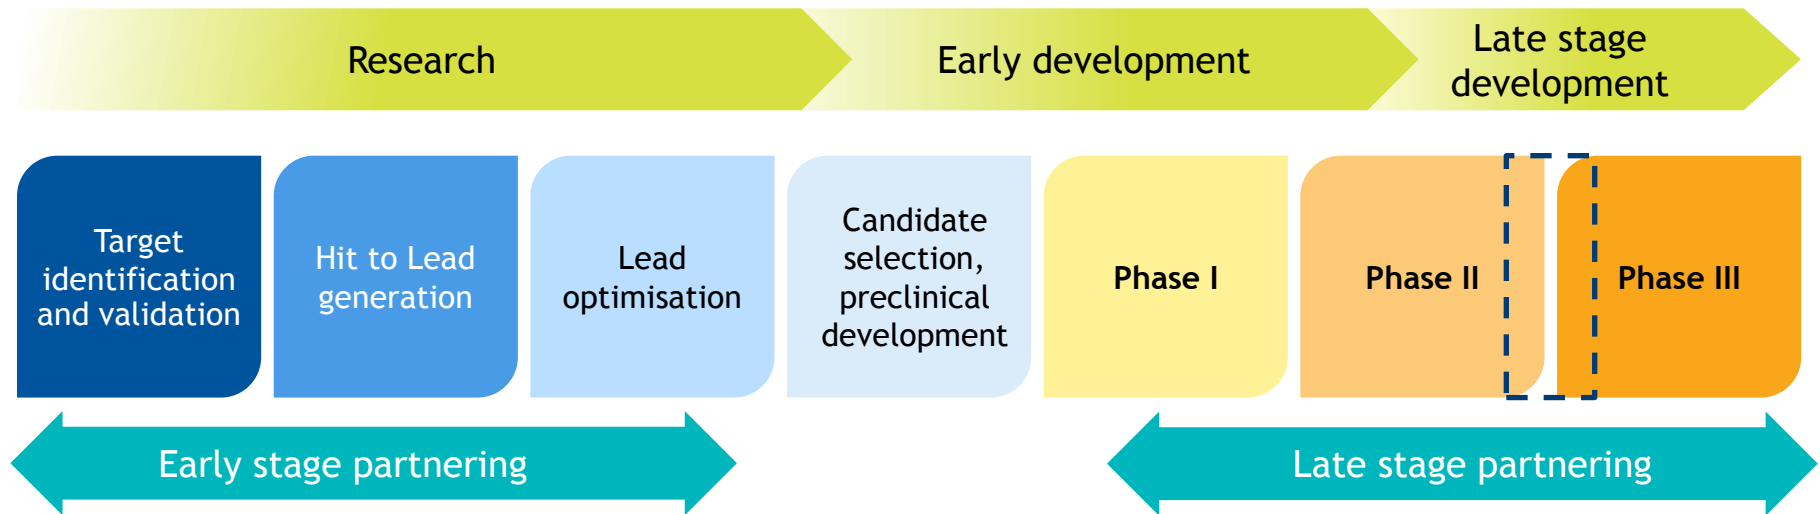 Research
Early development
Late stage
development
Target
identification
and validation
Hit to Lead
generation
Lead
optimisation
Candidate
selection,
preclinical
development
Phase I
Phase II
Phase III
Early stage partnering
Late stage partnering